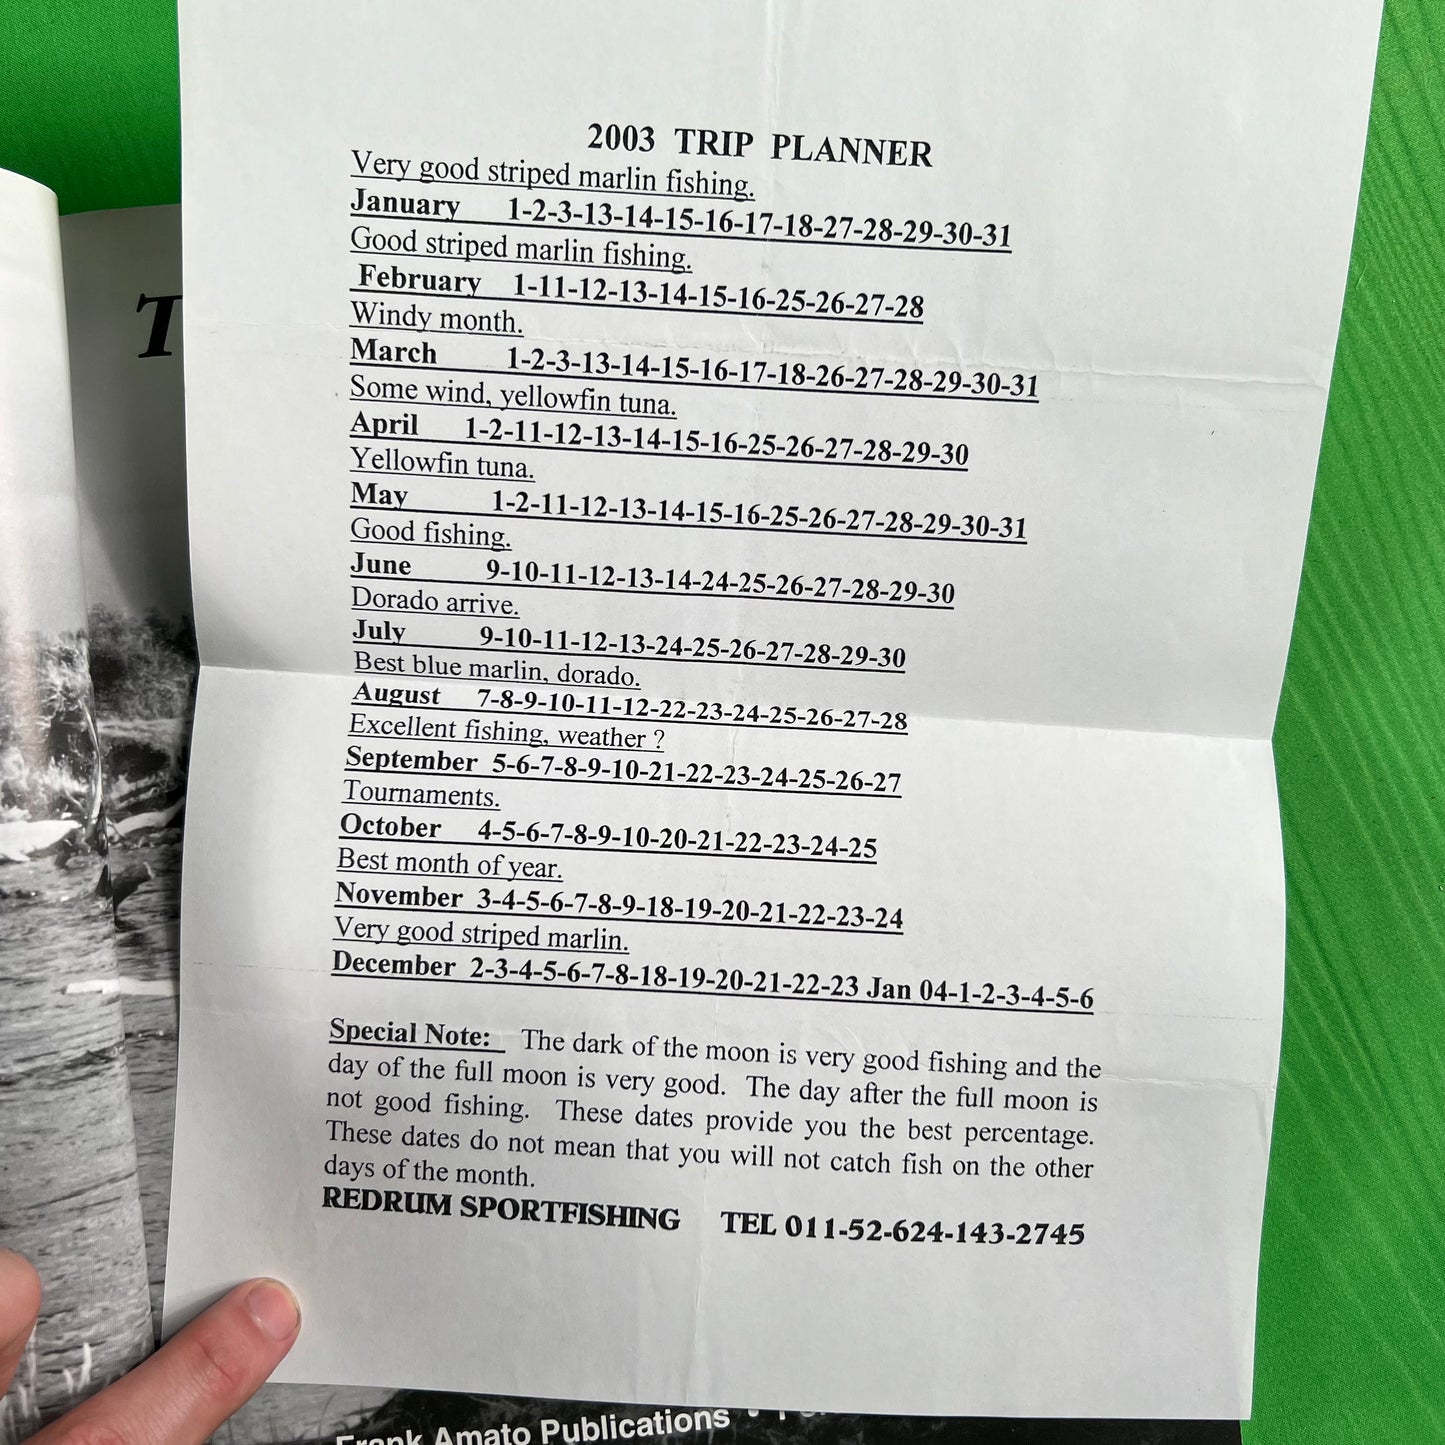 2003 TRIP PLANNER
Very good striped marlin fishing.
January 1-2-3-13-14-15-16-17-18-27-28-29-30-31
Good striped marlin fishing.
February 1-11-12-13-14-15-16-25-26-27-28
Windy month.
March 1-2-3-13-14-15-16-17-18-26-27-28-29-30-31
Some wind, yellowfin tuna.
April 1-2-11-12-13-14-15-16-25-26-27-28-29-30
Yellowfin tuna.
May 1-2-11-12-13-14-15-16-25-26-27-28-29-30-31
Good fishing.
June 9-10-11-12-13-14-24-25-26-27-28-29-30
Dorado arrive.
July 9-10-11-12-13-24-25-26-27-28-29-30
Best blue marlin, dorado.
August 7-8-9-10-11-12-22-23-24-25-26-27-28
Excellent fishing, weather ?
September 5-6-7-8-9-10-21-22-23-24-25-26-27
Tournaments.
October 4-5-6-7-8-9-10-20-21-22-23-24-25
Best month of year.
November 3-4-5-6-7-8-9-18-19-20-21-22-23-24
Very good striped marlin.
December 2-3-4-5-6-7-8-18-19-20-21-22-23 Jan 04-1-2-3-4-5-6
Special Note: The dark of the moon is very good fishing and the
day of the full moon is very good. The day after the full moon is
not good fishing. These dates provide you the best percentage.
These dates do not mean that you will not catch fish on the other
days of the month.
REDRUM SPORTFISHING TEL 011-52-624-143-2745
Frank Amato Publications •